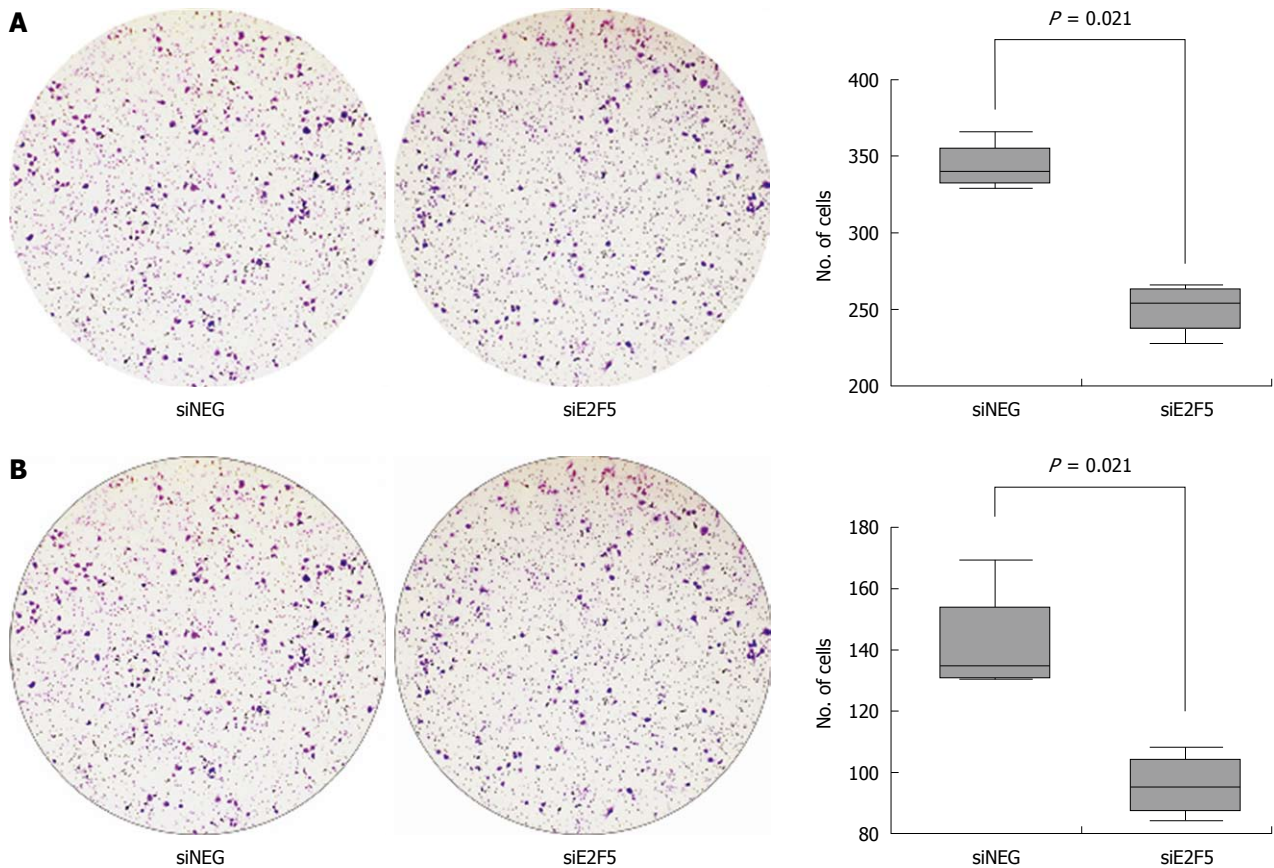 A
P = 0.021
400
350
300
250
200
No. of cells
siNEG
siE2F5
siNEG
siE2F5
B
P = 0.021
180
160
140
120
100
80
No. of cells
siNEG
siE2F5
siNEG
siE2F5